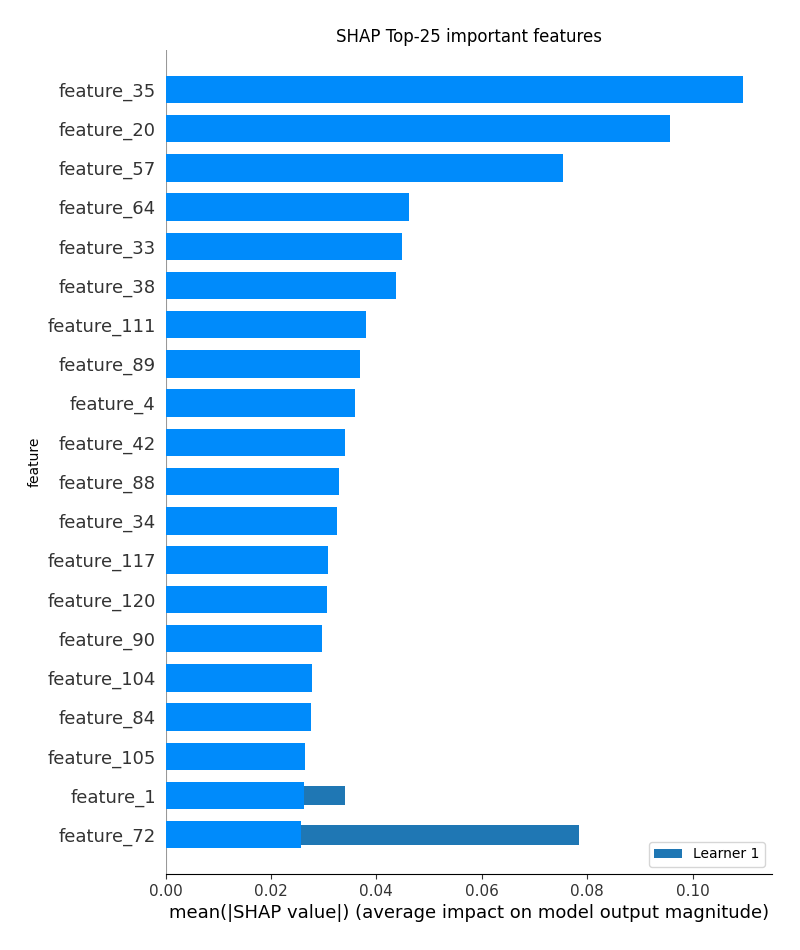 SHAP Top-25 important features
feature_35
feature_20
feature_57
feature_64
feature_33
feature_38
feature_111
feature_89
feature_4
feature_42
feature_88
feature_34
feature_117
feature_120
feature_90
feature_104
feature_84
feature_105
feature_1
feature_72
feature
Learner 1
0.00 0.02 0.04 0.06 0.08 0.10
mean(|SHAP value|) (average impact on model output magnitude)